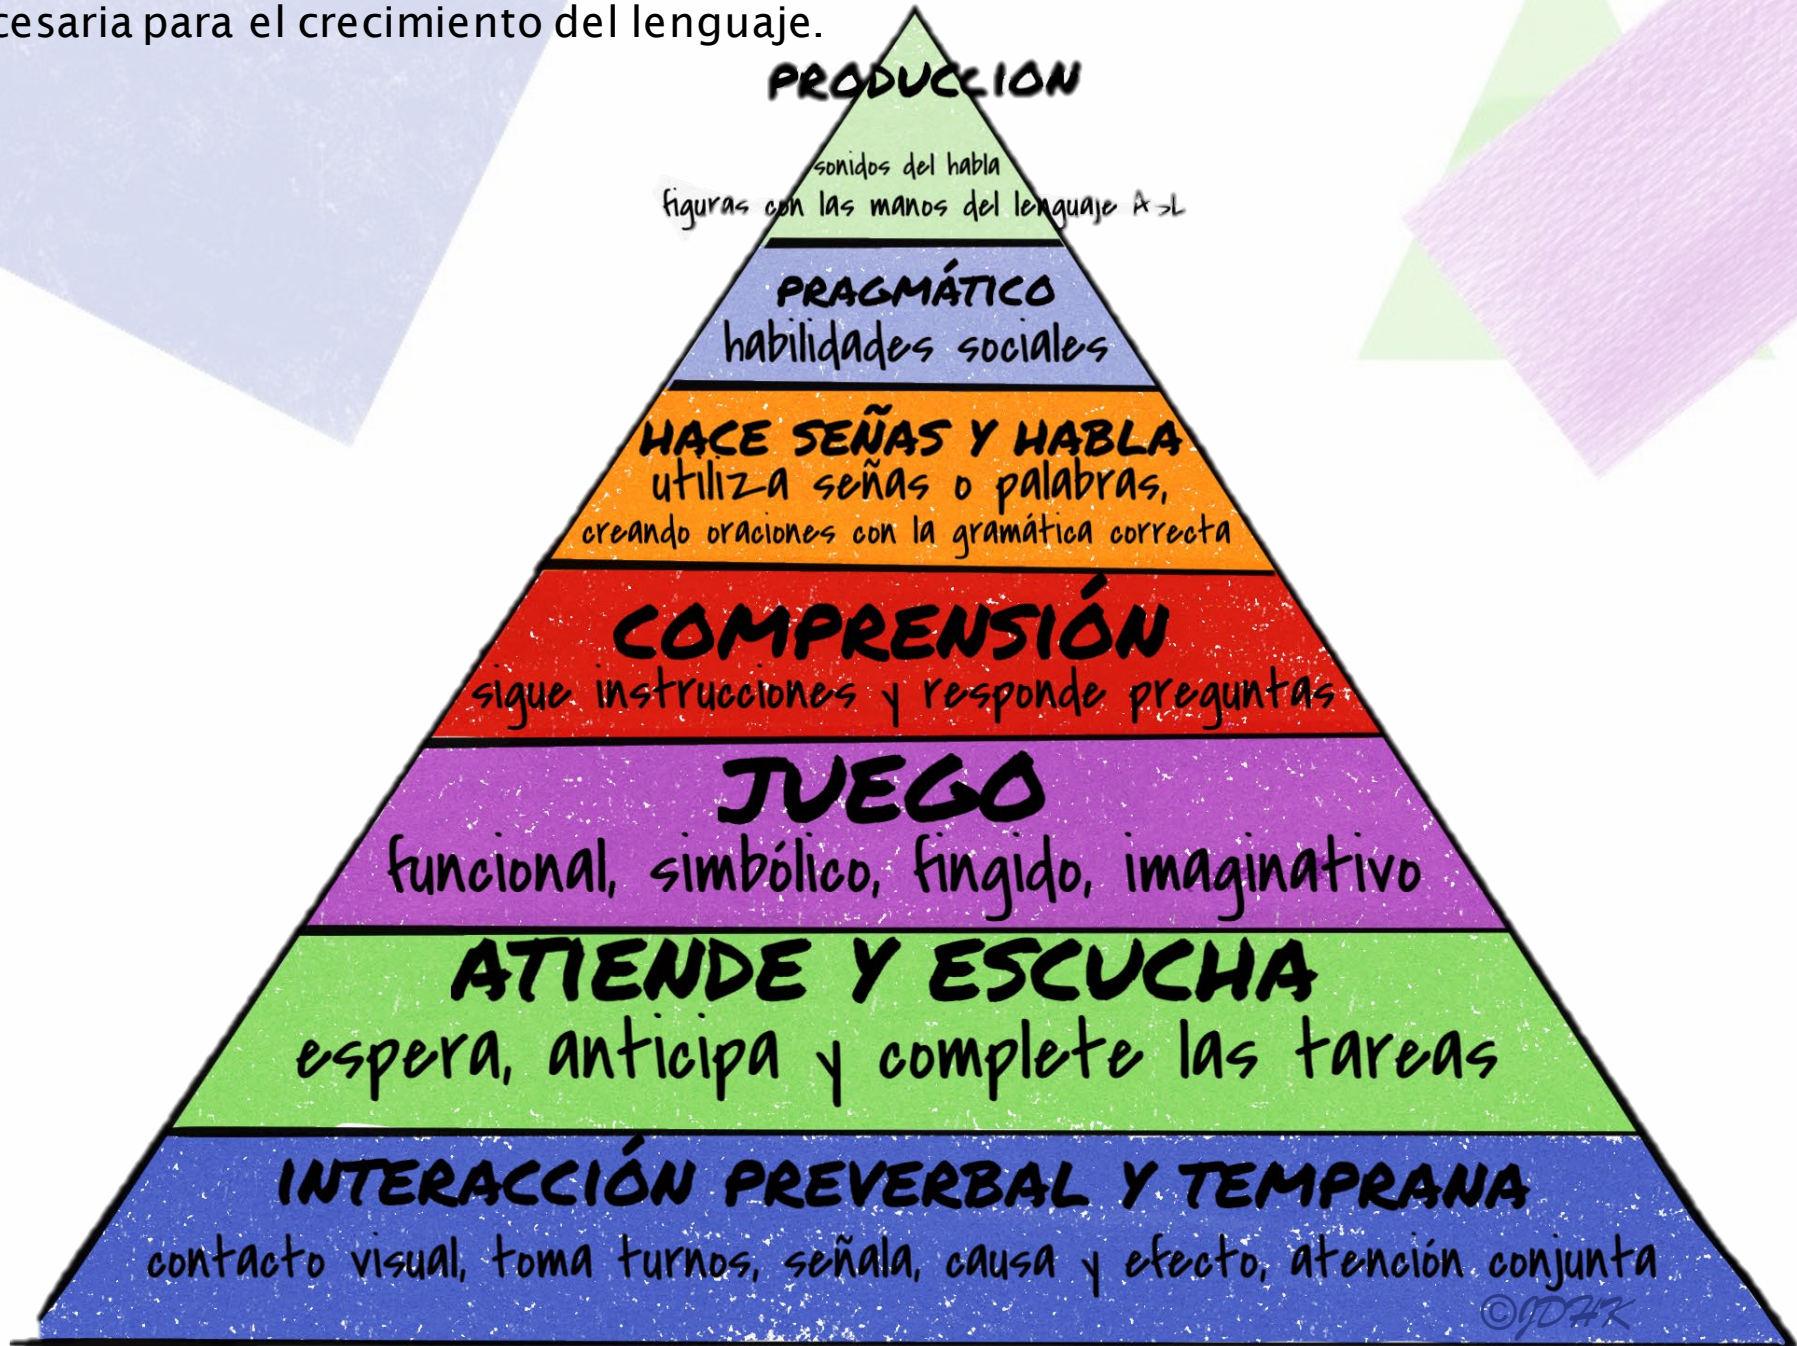 cesaria para el crecimiento del lenguaje.
PRODUCCION
sonidos del habla
figuras con las manos del lenguaje A>L
PRAGMÁTICO
habilidades sociales
HACE SEÑAS Y HABLA
utiliza señas o palabras,
creando oraciones con la gramática correcta
COMPRENSIÓN
sigue instrucciones y responde preguntas
JUEGO
funcional, simbólico, fingido, imaginativo
ATIENDE Y ESCUCHA
espera, anticipa y complete las tareas
INTERACCIÓN PREVERBAL Y TEMPRANA
contacto visual, toma turnos, señala, causa y efecto, atención conjunta
©JDHK